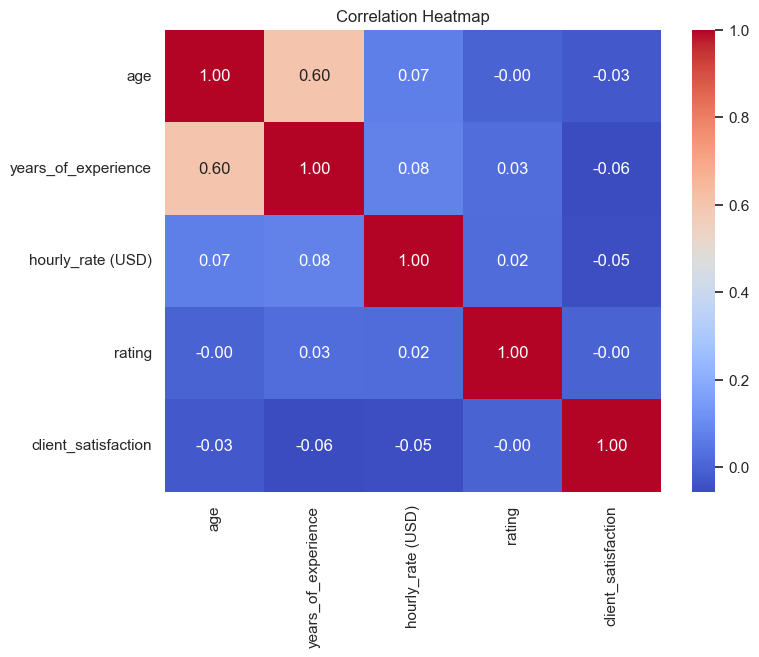 Correlation Heatmap
age 1.00 0.60 0.07 -0.00 -0.03
years_of_experience 0.60 1.00 0.08 0.03 -0.06
hourly_rate (USD) 0.07 0.08 1.00 0.02 -0.05
rating -0.00 0.03 0.02 1.00 -0.00
client_satisfaction -0.03 -0.06 -0.05 -0.00 1.00
age
years_of_experience
hourly_rate (USD)
rating
client_satisfaction
1.0
0.8
0.6
0.4
0.2
0.0